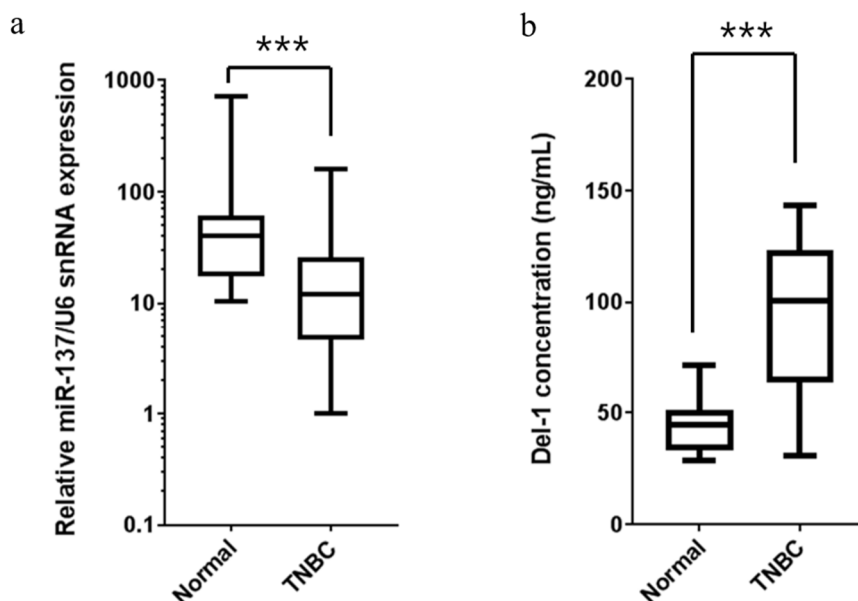 a
***
Relative miR-137/U6 snRNA expression
1000
100
10
1
0.1
Normal
TNBC
b
***
Del-1 concentration (ng/mL)
200
150
100
50
0
Normal
TNBC